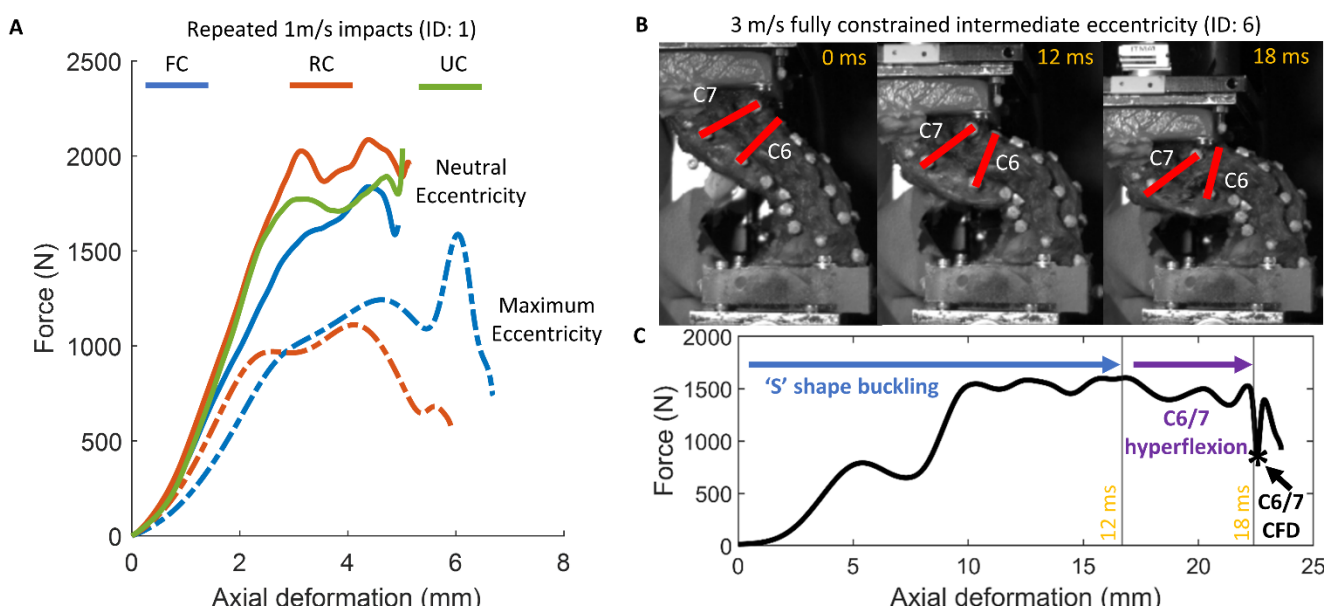 A
Repeated 1m/s impacts (ID: 1)
FC
RC
UC
2500
2000
1500
1000
500
0
Force (N)
Neutral
Eccentricity
Maximum
Eccentricity
0
2
4
6
8
Axial deformation (mm)
B
3 m/s fully constrained intermediate eccentricity (ID: 6)
0 ms
C7
C6
12 ms
C7
C6
18 ms
C7
C6
C
2000
1500
1000
500
0
Force (N)
'S' shape buckling
C6/7
hyperflexion
12 ms
18 ms
C6/7
CFD
0
5
10
15
20
25
Axial deformation (mm)